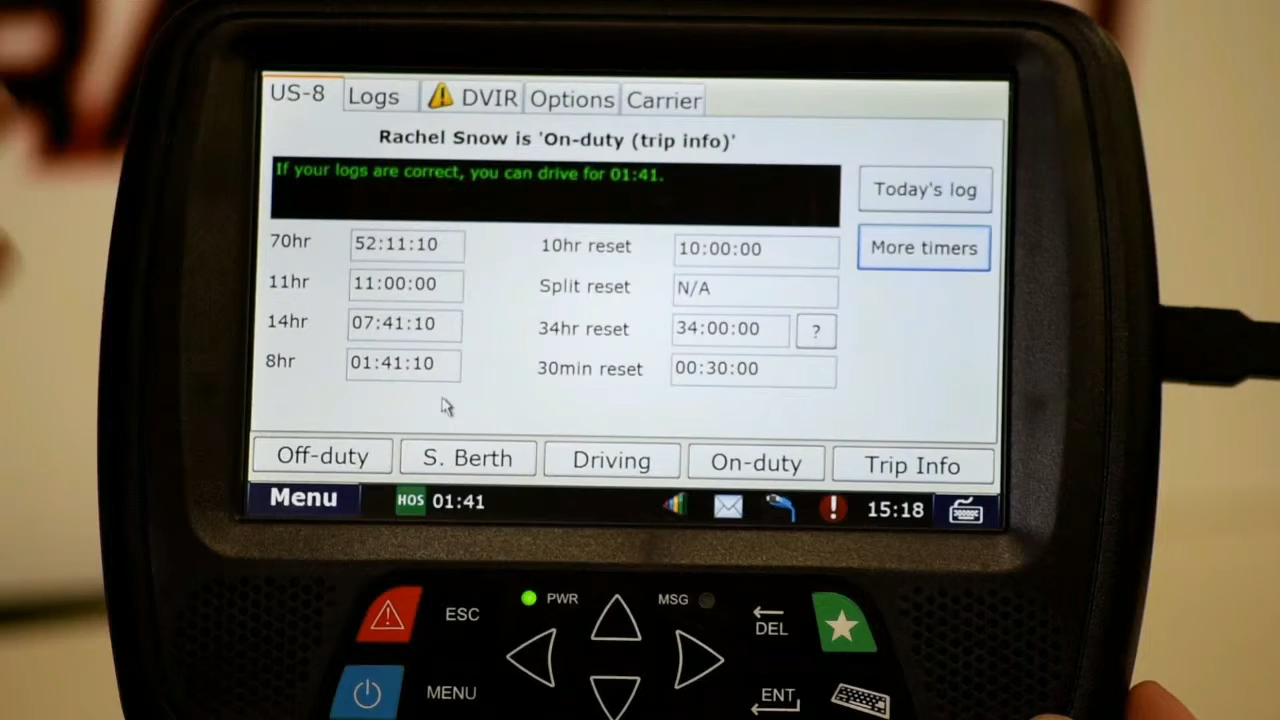 US-8 Logs DVIR Options Carrier
Rachel Snow is 'On-duty (trip info)'
If your logs are correct, you can drive for 01:41.
Today's log
More timers
70hr 52:11:10 10hr reset 10:00:00
11hr 11:00:00 Split reset N/A
14hr 07:41:10 34hr reset 34:00:00 ?
8hr 01:41:10 30min reset 00:30:00
Off-duty S. Berth Driving On-duty Trip Info
Menu HOS 01:41 15:18
ESC PWR MSG DEL
MENU ENT